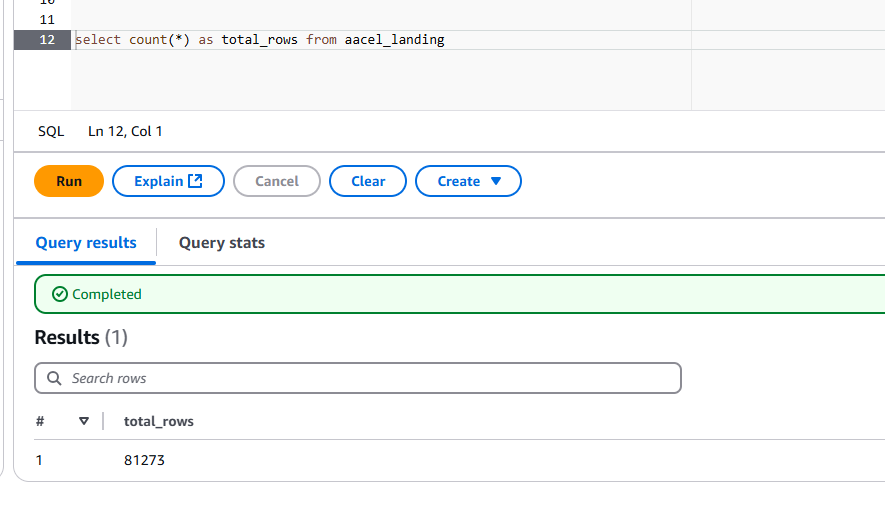 10
11
12 select count(*) as total_rows from aacel_landing
SQL Ln 12, Col 1
Run Explain Cancel Clear Create
Query results Query stats
Completed
Results (1)
Search rows
# total_rows
1 81273